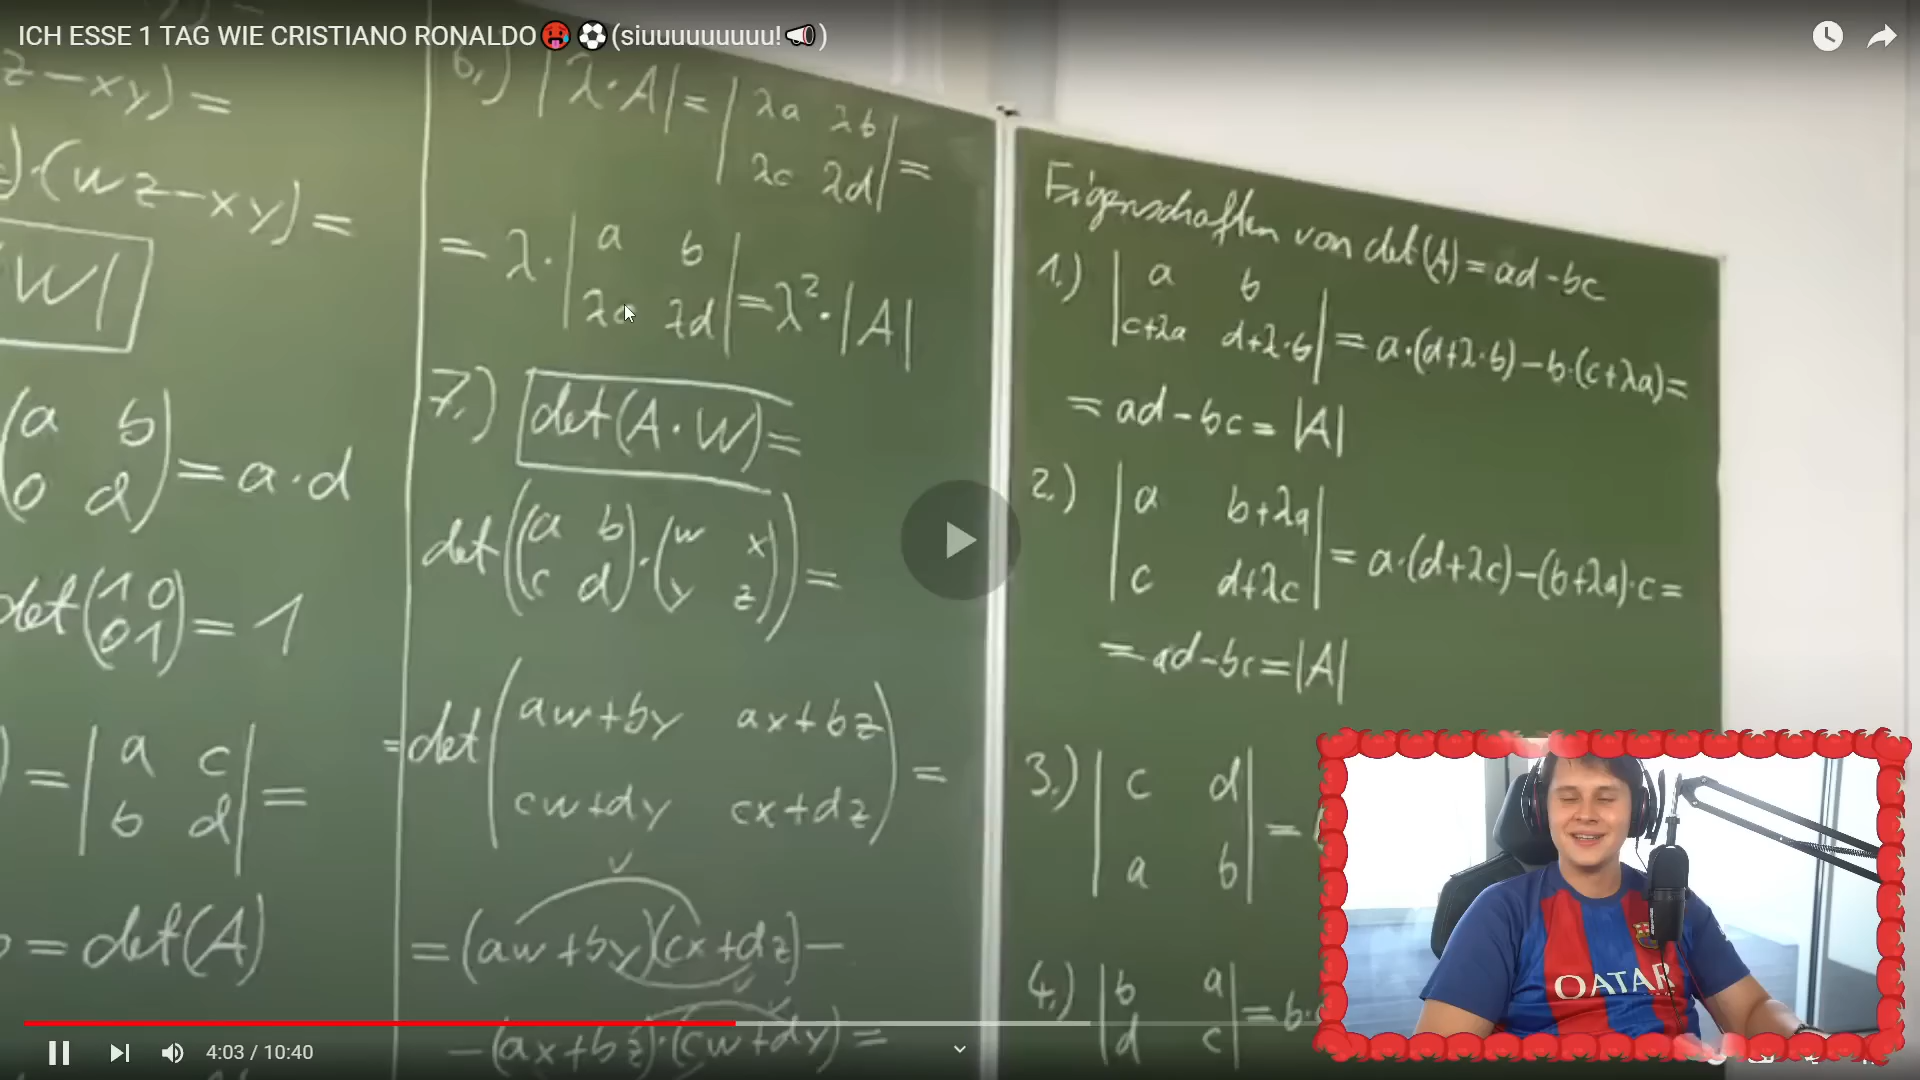 ICH ESSE 1 TAG WIE CRISTIANO RONALDO🥵⚽(siuuuuuuuuu!📣)
z-xy)=
)·(wz-xy)=
W|
(a b
0 d)=a·d
det(1 0
0 1)=1
)=|a c
b d|=
=det(A)
6.) |λ·A|=|λa λb
λc λd|=
=λ·|a b
λc λd|=λ²·|A|
7.) det(A·W)=
det((a b
c d)·(w x
y z))=
=det(aw+by ax+bz
cw+dy cx+dz)=
=(aw+by)(cx+dz)-
-(ax+bz)·(cw+dy)=
Eigenschaften von det(A)=ad-bc
1.) |a b
c+λa d+λ·b|=a·(d+λ·b)-b·(c+λa)=
=ad-bc=|A|
2.) |a b+λa
c d+λc|=a·(d+λc)-(b+λa)·c=
=ad-bc=|A|
3.) |c d
a b|=
4.) |b a
d c|=b·
QATAR
4:03 / 10:40